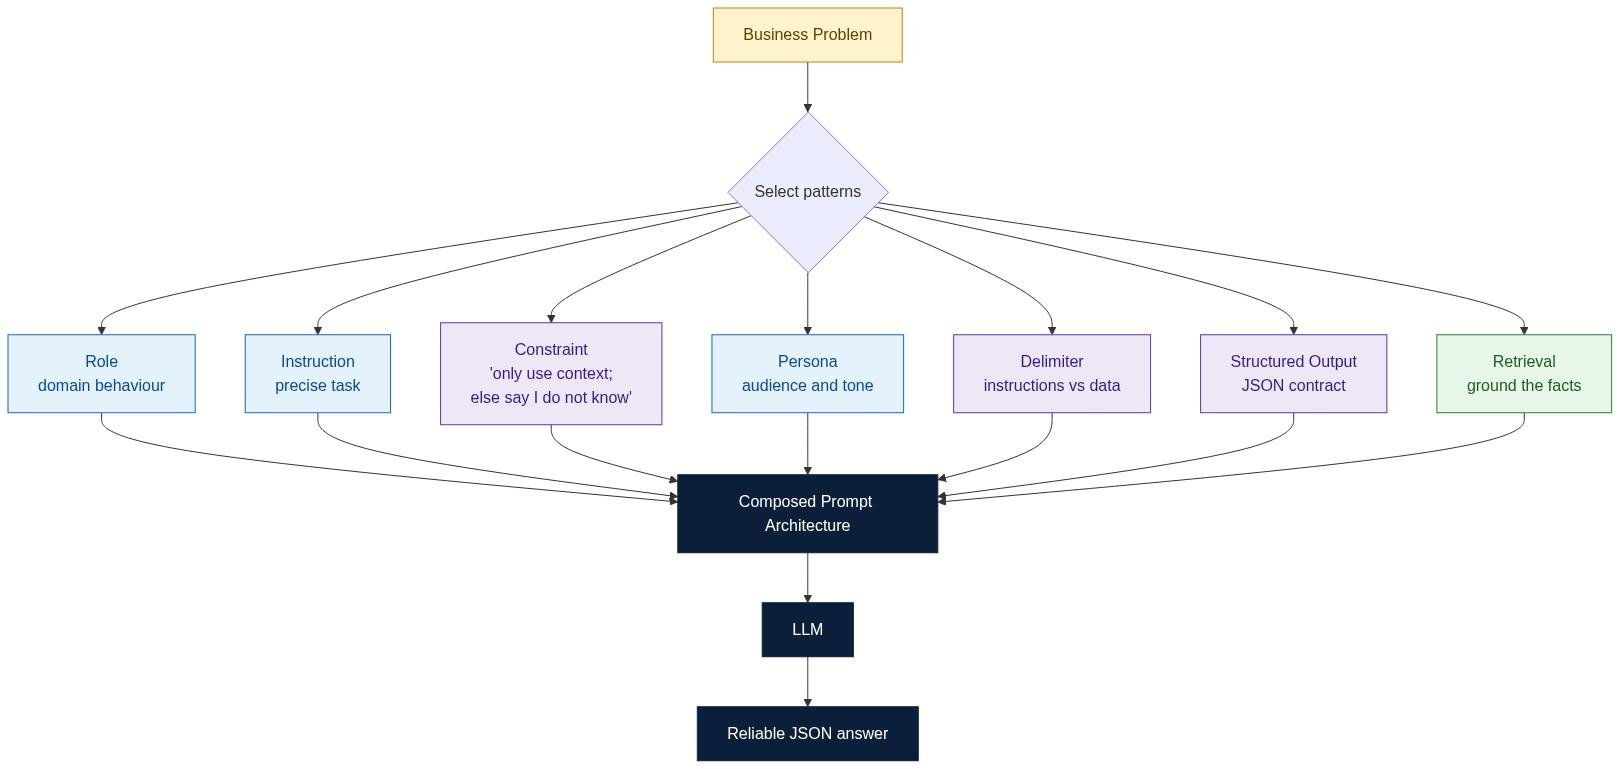 Business Problem
Select patterns
Role
domain behaviour
Instruction
precise task
Constraint
'only use context;
else say I do not know'
Persona
audience and tone
Delimiter
instructions vs data
Structured Output
JSON contract
Retrieval
ground the facts
Composed Prompt
Architecture
LLM
Reliable JSON answer